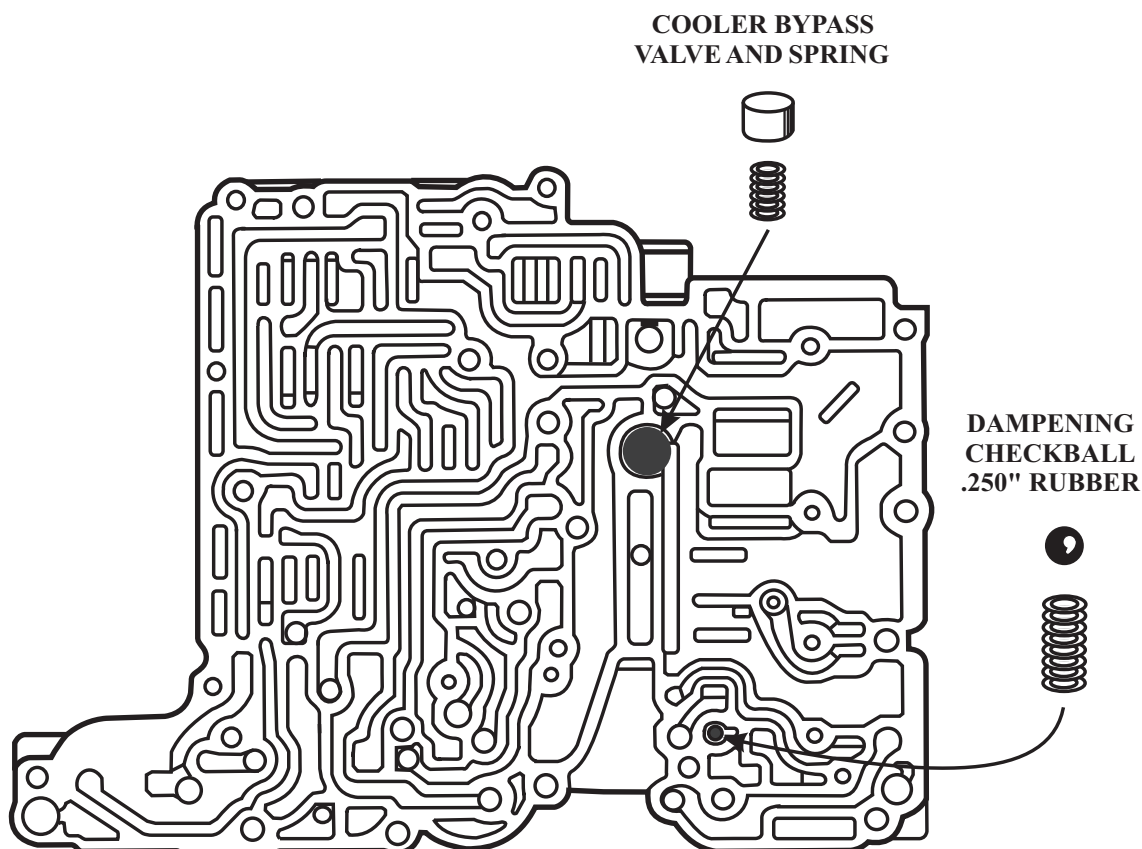 COOLER BYPASS
VALVE AND SPRING
DAMPENING
CHECKBALL
.250" RUBBER